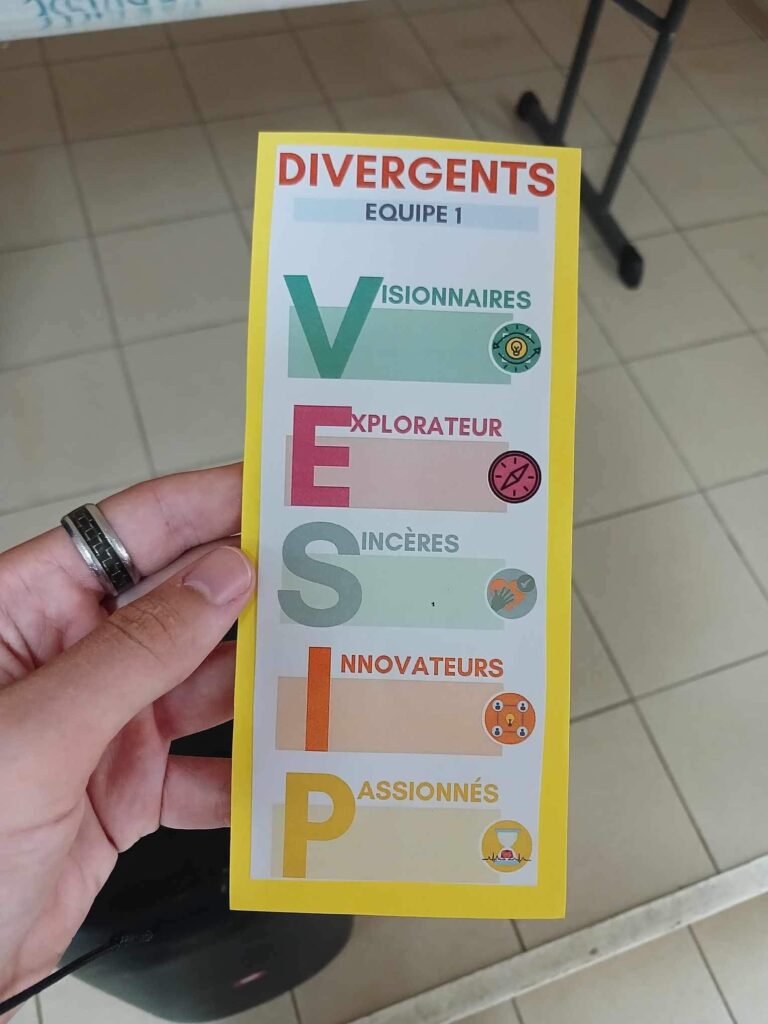 DIVERGENTS
EQUIPE 1
VISIONNAIRES
EXPLORATEUR
SINCÈRES
INNOVATEURS
PASSIONNÉS